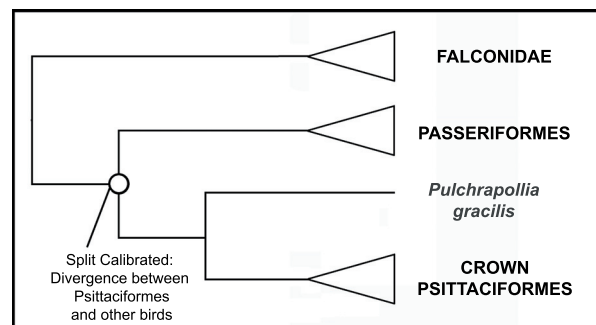 FALCONIDAE
PASSERIFORMES
Pulchrapollia
gracilis
Split Calibrated:
Divergence between
Psittaciformes
and other birds
CROWN
PSITTACIFORMES